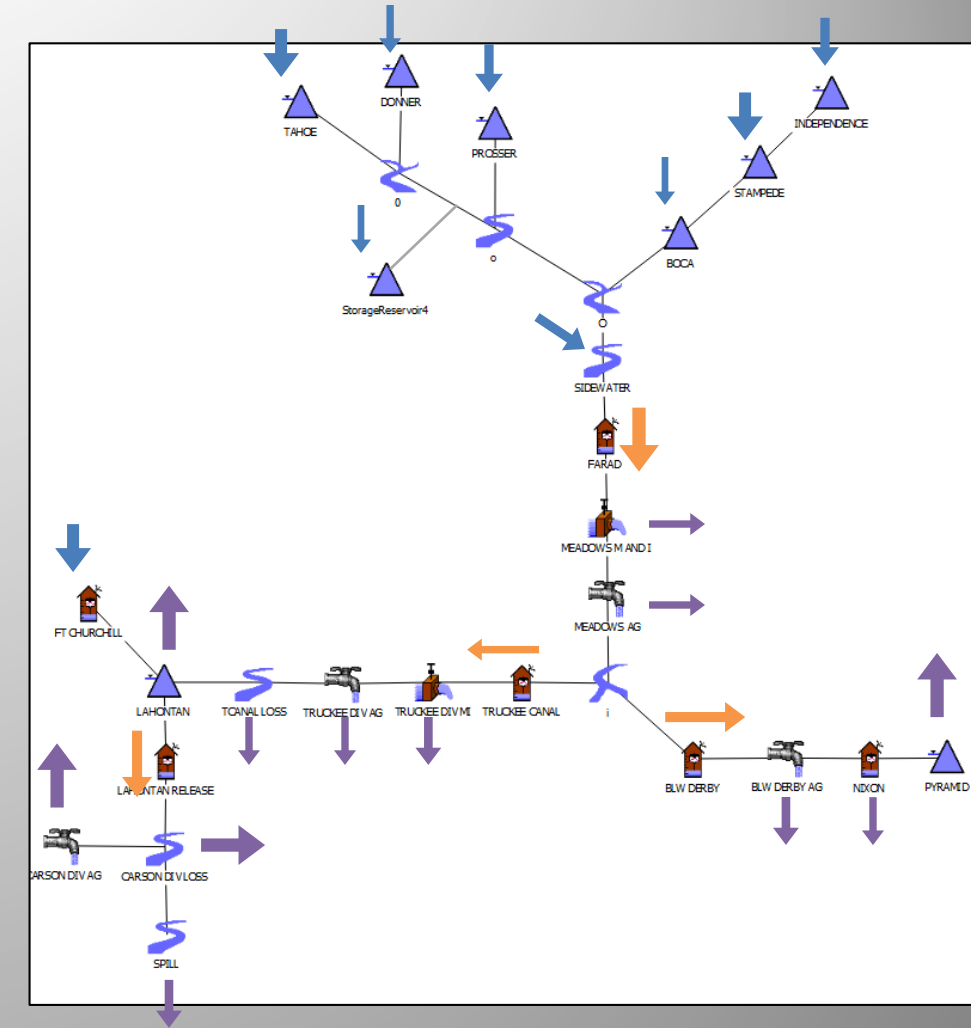 DONNER
TAHOE
INDEPENDENCE
PROSSER
STAMPEDE
0
o
BOCA
StorageReservoir4
O
SIDEWATER
FARAD
MEADOWS M AND I
MEADOWS AG
FT CHURCHILL
LAHONTAN
TCANAL LOSS
TRUCKEE DIV AG
TRUCKEE DIV MI
TRUCKEE CANAL
i
LAHONTAN RELEASE
BLW DERBY
BLW DERBY AG
NIXON
PYRAMID
CARSON DIV AG
CARSON DIV LOSS
SPILL